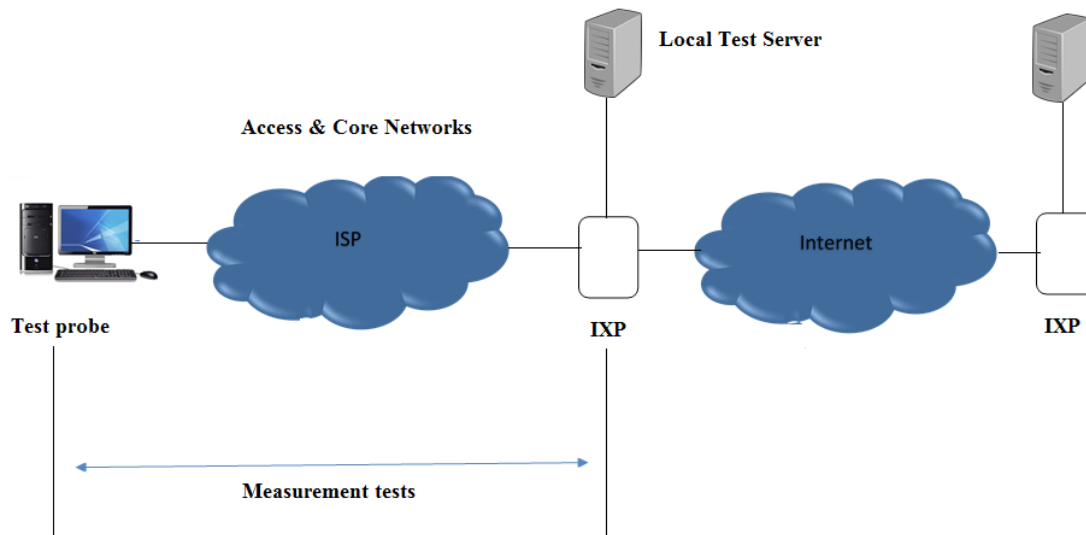 Local Test Server
Access & Core Networks
ISP
Internet
Test probe
IXP
IXP
Measurement tests